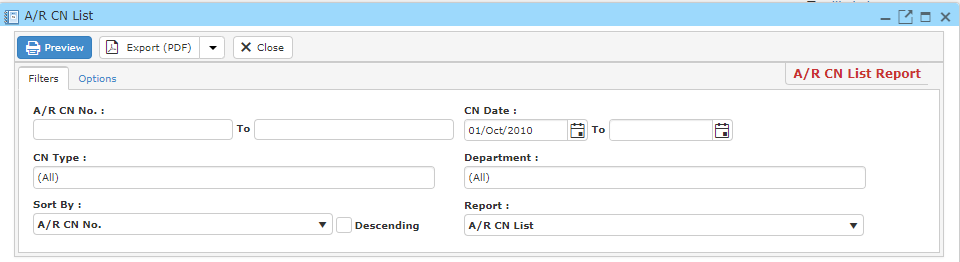 A/R CN List
Preview Export (PDF) Close
Filters Options A/R CN List Report
A/R CN No. : CN Date :
To 01/Oct/2010 To
CN Type : Department :
(All) (All)
Sort By : Report :
A/R CN No. Descending A/R CN List